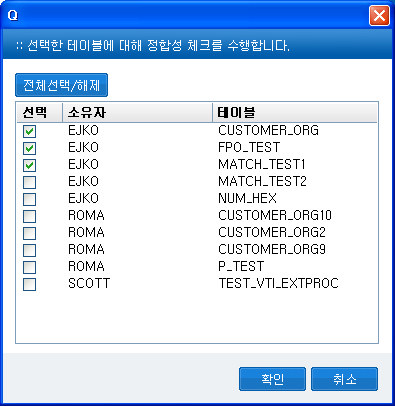 Q
:: 선택한 테이블에 대해 정합성 체크를 수행합니다.
전체선택/해제
선택 소유자 테이블
EJKO CUSTOMER_ORG
EJKO FPO_TEST
EJKO MATCH_TEST1
EJKO MATCH_TEST2
EJKO NUM_HEX
ROMA CUSTOMER_ORG10
ROMA CUSTOMER_ORG2
ROMA CUSTOMER_ORG9
ROMA P_TEST
SCOTT TEST_VTI_EXTPROC
확인 취소